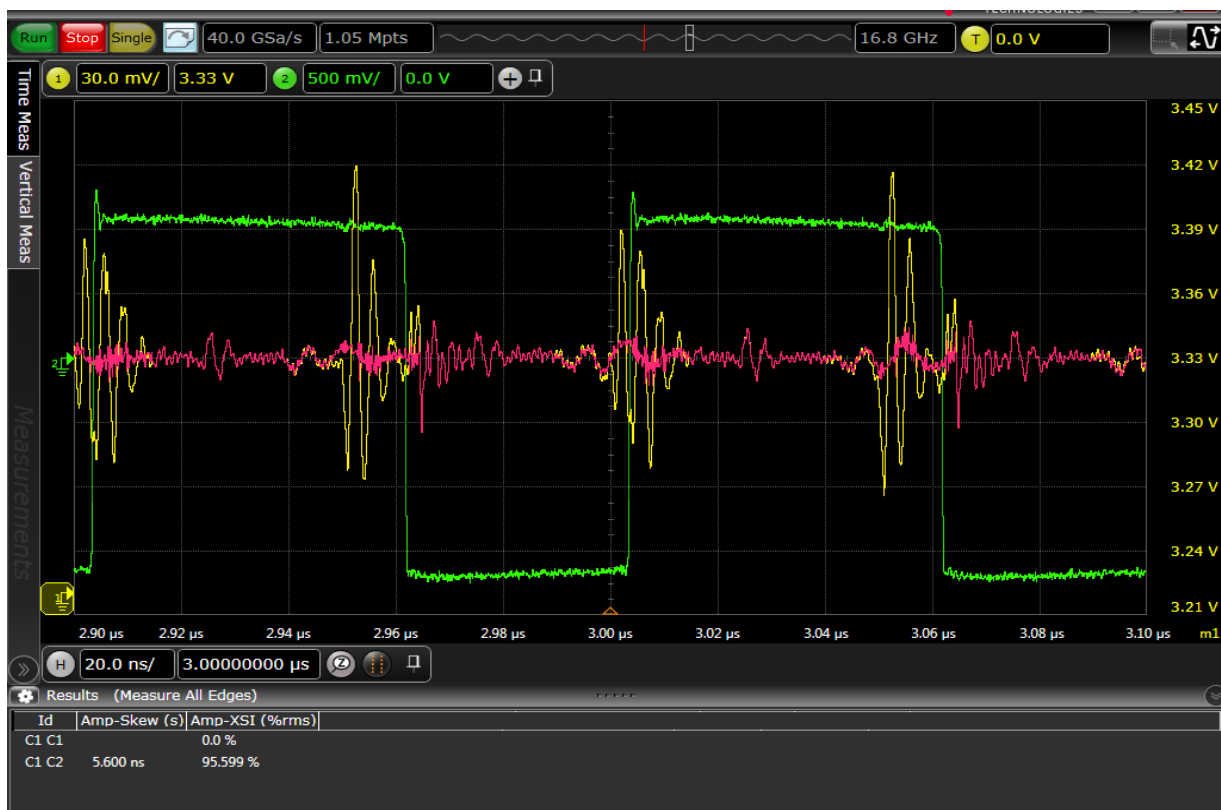 TECHNOLOGIES
Run Stop Single 40.0 GSa/s 1.05 Mpts 16.8 GHz T 0.0 V
1 30.0 mV/ 3.33 V 2 500 mV/ 0.0 V
Time Meas
Vertical Meas
Measurements
3.45 V
3.42 V
3.39 V
3.36 V
3.33 V
3.30 V
3.27 V
3.24 V
3.21 V
2
1
2.90 µs 2.92 µs 2.94 µs 2.96 µs 2.98 µs 3.00 µs 3.02 µs 3.04 µs 3.06 µs 3.08 µs 3.10 µs m1
H 20.0 ns/ 3.00000000 µs Z
Results (Measure All Edges)
Id Amp-Skew (s) Amp-XSI (%rms)
C1 C1 0.0 %
C1 C2 5.600 ns 95.599 %